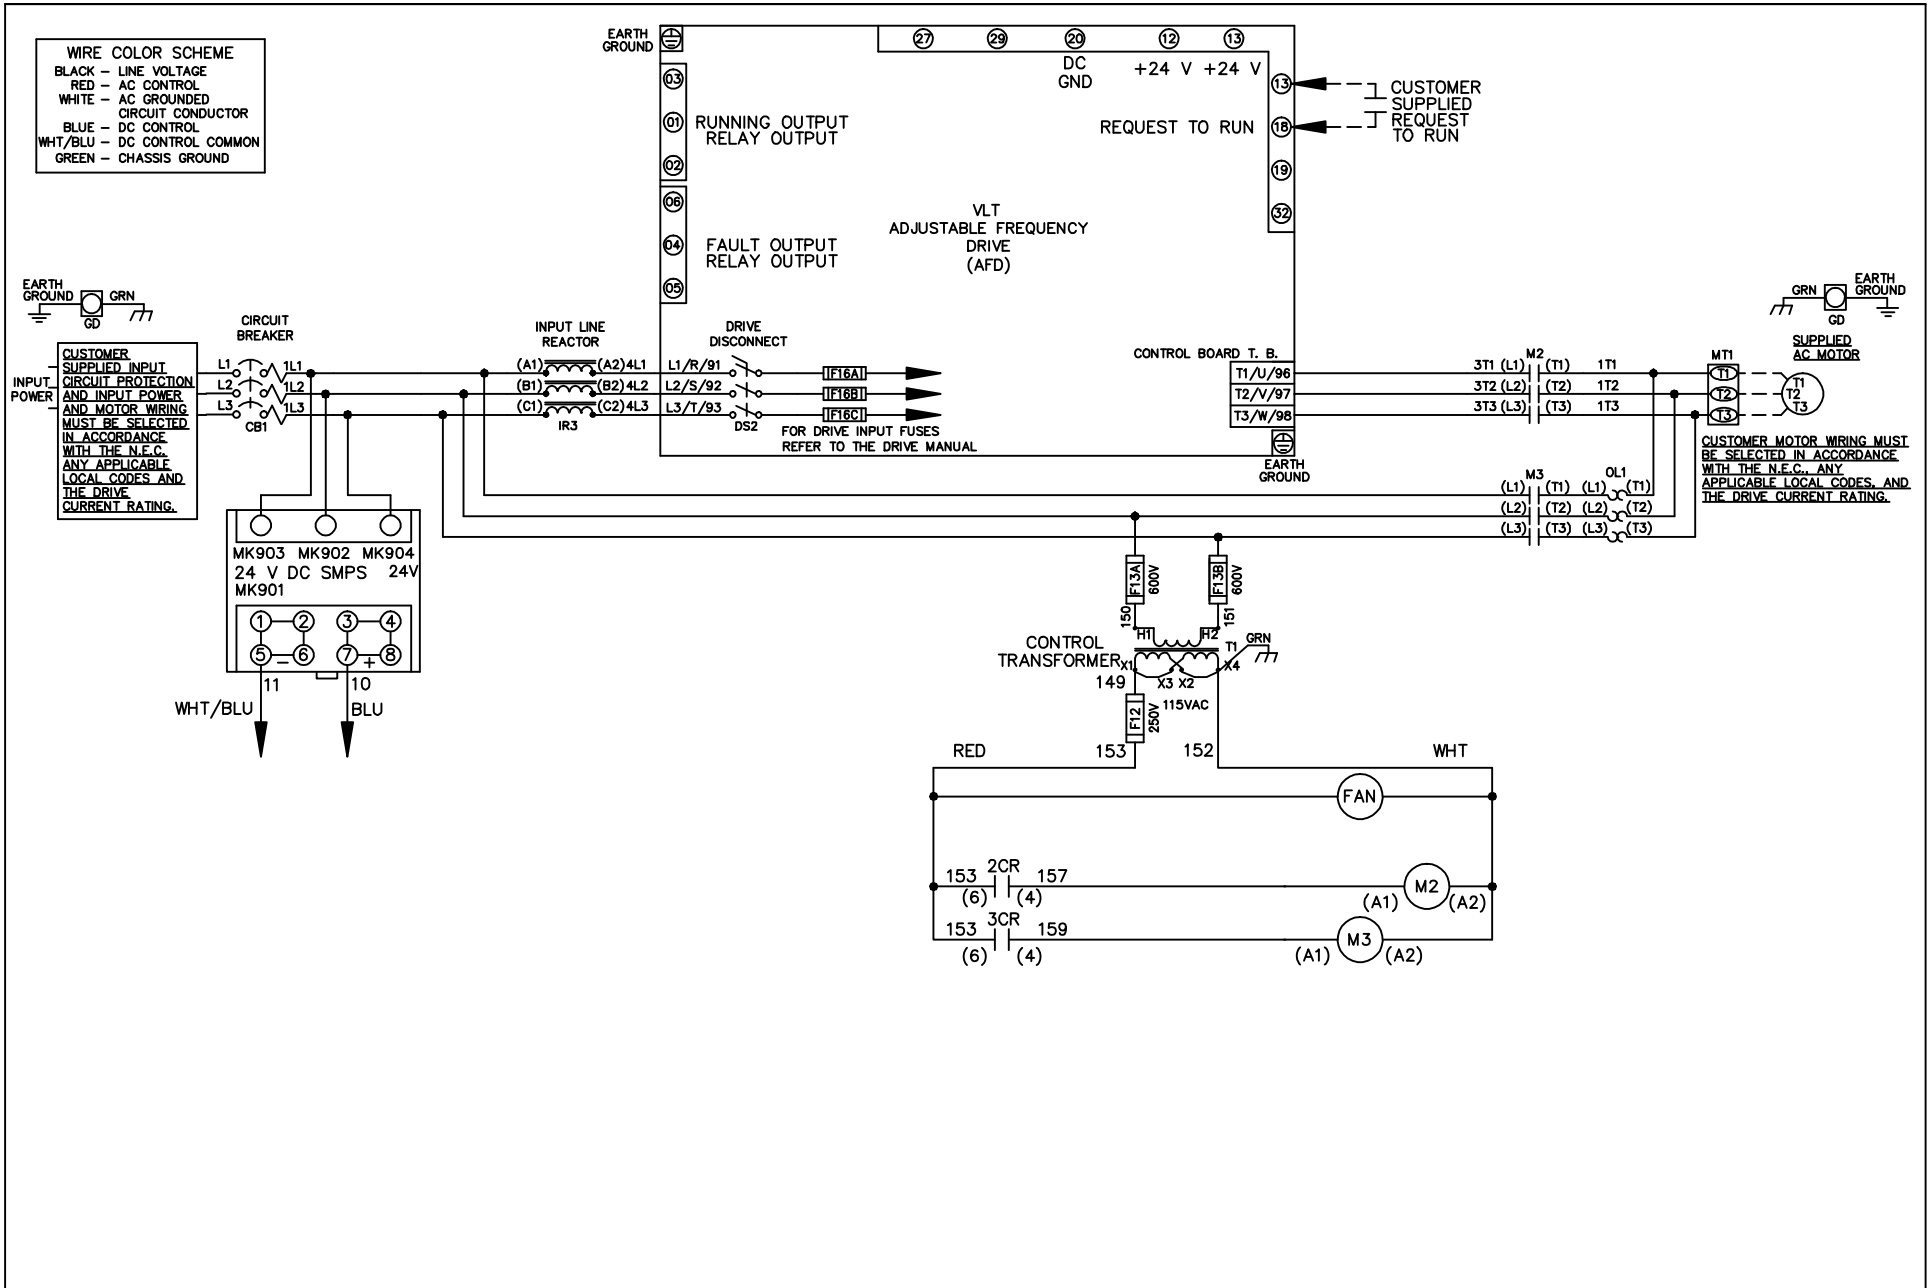 WIRE COLOR SCHEME
BLACK – LINE VOLTAGE
RED – AC CONTROL
WHITE – AC GROUNDED
CIRCUIT CONDUCTOR
BLUE – DC CONTROL
WHT/BLU – DC CONTROL COMMON
GREEN – CHASSIS GROUND
EARTH
GROUND
03
01
02
RUNNING OUTPUT
RELAY OUTPUT
06
04
05
FAULT OUTPUT
RELAY OUTPUT
27
29
20
12
13
DC
GND
+24 V
+24 V
13
18
19
32
REQUEST TO RUN
CUSTOMER
SUPPLIED
REQUEST
TO RUN
VLT
ADJUSTABLE FREQUENCY
DRIVE
(AFD)
EARTH
GROUND
GRN
GD
INPUT
POWER
CUSTOMER
SUPPLIED INPUT
CIRCUIT PROTECTION
AND INPUT POWER
AND MOTOR WIRING
MUST BE SELECTED
IN ACCORDANCE
WITH THE N.E.C.
ANY APPLICABLE
LOCAL CODES AND
THE DRIVE
CURRENT RATING.
CIRCUIT
BREAKER
L1 1L1
L2 1L2
L3 1L3
CB1
INPUT LINE
REACTOR
(A1) (A2) 4L1
(B1) (B2) 4L2
(C1) (C2) 4L3
IR3
DRIVE
DISCONNECT
L1/R/91
L2/S/92
L3/T/93
DS2
F16A
F16B
F16C
FOR DRIVE INPUT FUSES
REFER TO THE DRIVE MANUAL
CONTROL BOARD T. B.
T1/U/96
T2/V/97
T3/W/98
EARTH
GROUND
M2
3T1 (L1) (T1) 1T1
3T2 (L2) (T2) 1T2
3T3 (L3) (T3) 1T3
MT1
T1
T2
T3
GRN
GD
EARTH
GROUND
SUPPLIED
AC MOTOR
T1
T2
T3
CUSTOMER MOTOR WIRING MUST
BE SELECTED IN ACCORDANCE
WITH THE N.E.C., ANY
APPLICABLE LOCAL CODES, AND
THE DRIVE CURRENT RATING.
M3
OL1
(L1) (T1) (L1) (T1)
(L2) (T2) (L2) (T2)
(L3) (T3) (L3) (T3)
MK903 MK902 MK904
24 V DC SMPS 24V
MK901
1 2 3 4
5 – 6 7 + 8
11
10
WHT/BLU
BLU
F13A
600V
F13B
600V
150
151
H1
H2
CONTROL
TRANSFORMER
T1
GRN
X1
X4
X3 X2
149
115VAC
F12
250V
RED
153
152
WHT
FAN
153
2CR
157
(6) (4)
M2
(A1) (A2)
153
3CR
159
(6) (4)
M3
(A1) (A2)